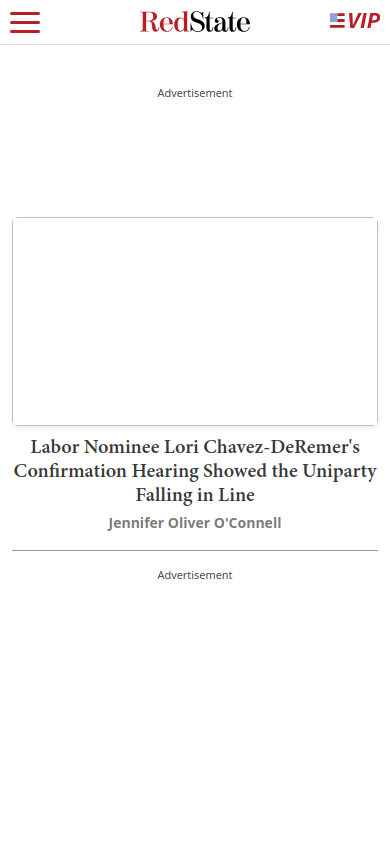 RedState
VIP
Advertisement
Labor Nominee Lori Chavez-DeRemer's
Confirmation Hearing Showed the Uniparty
Falling in Line
Jennifer Oliver O'Connell
Advertisement